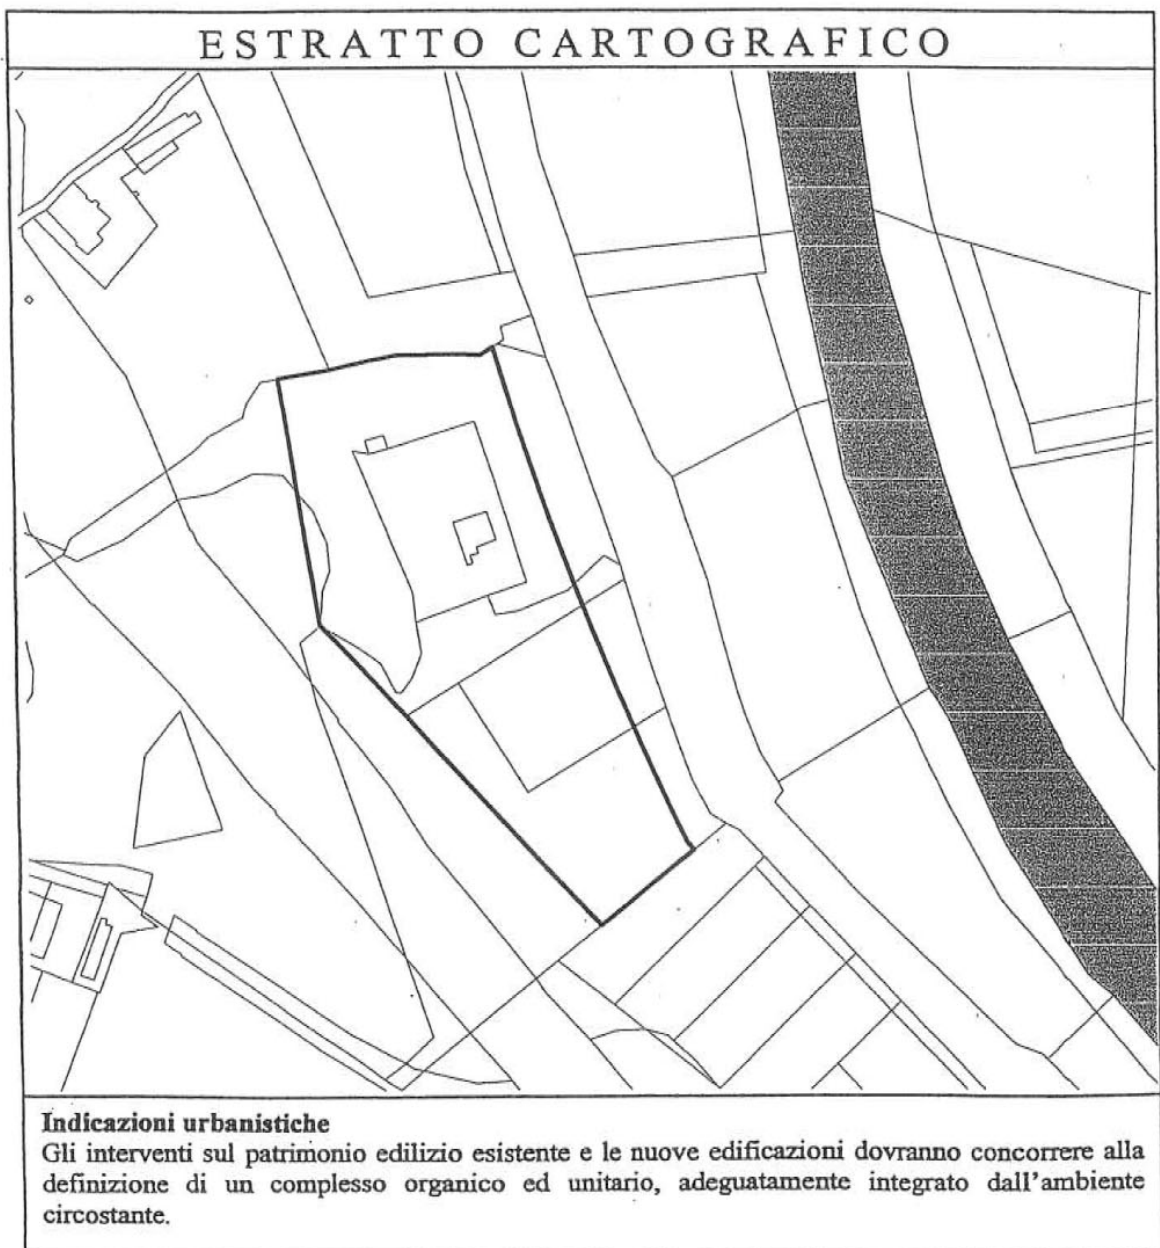 ESTRATTO CARTOGRAFICO
Indicazioni urbanistiche
Gli interventi sul patrimonio edilizio esistente e le nuove edificazioni dovranno concorrere alla
definizione di un complesso organico ed unitario, adeguatamente integrato dall'ambiente
circostante.